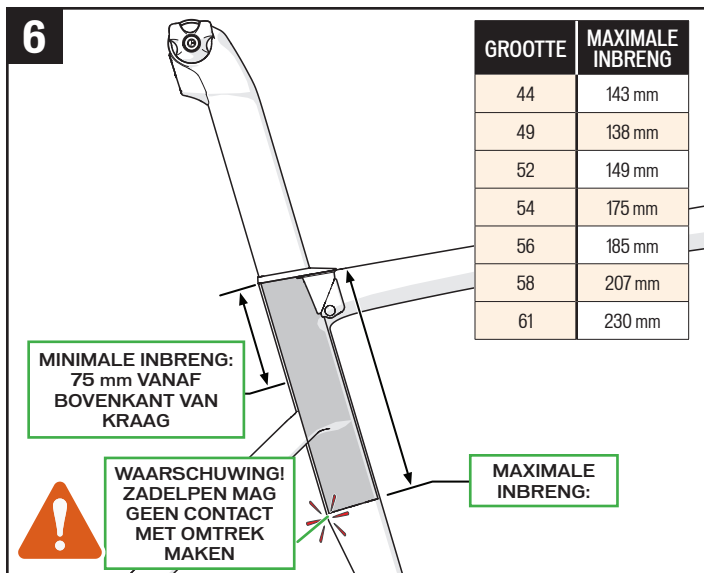 6
GROOTTE MAXIMALE INBRENG
44 143 mm
49 138 mm
52 149 mm
54 175 mm
56 185 mm
58 207 mm
61 230 mm
MINIMALE INBRENG:
75 mm VANAF
BOVENKANT VAN
KRAAG
WAARSCHUWING!
ZADELPEN MAG
GEEN CONTACT
MET OMTREK
MAKEN
MAXIMALE
INBRENG: